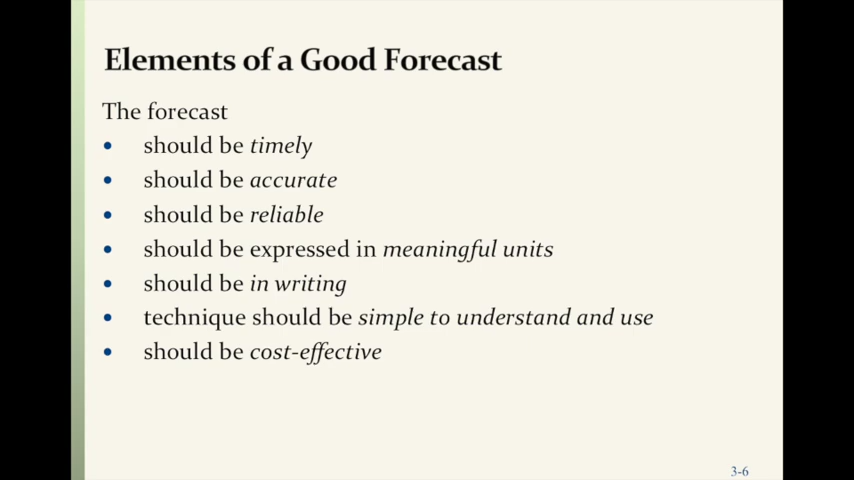 Elements of a Good Forecast
The forecast
• should be timely
• should be accurate
• should be reliable
• should be expressed in meaningful units
• should be in writing
• technique should be simple to understand and use
• should be cost-effective
3-6